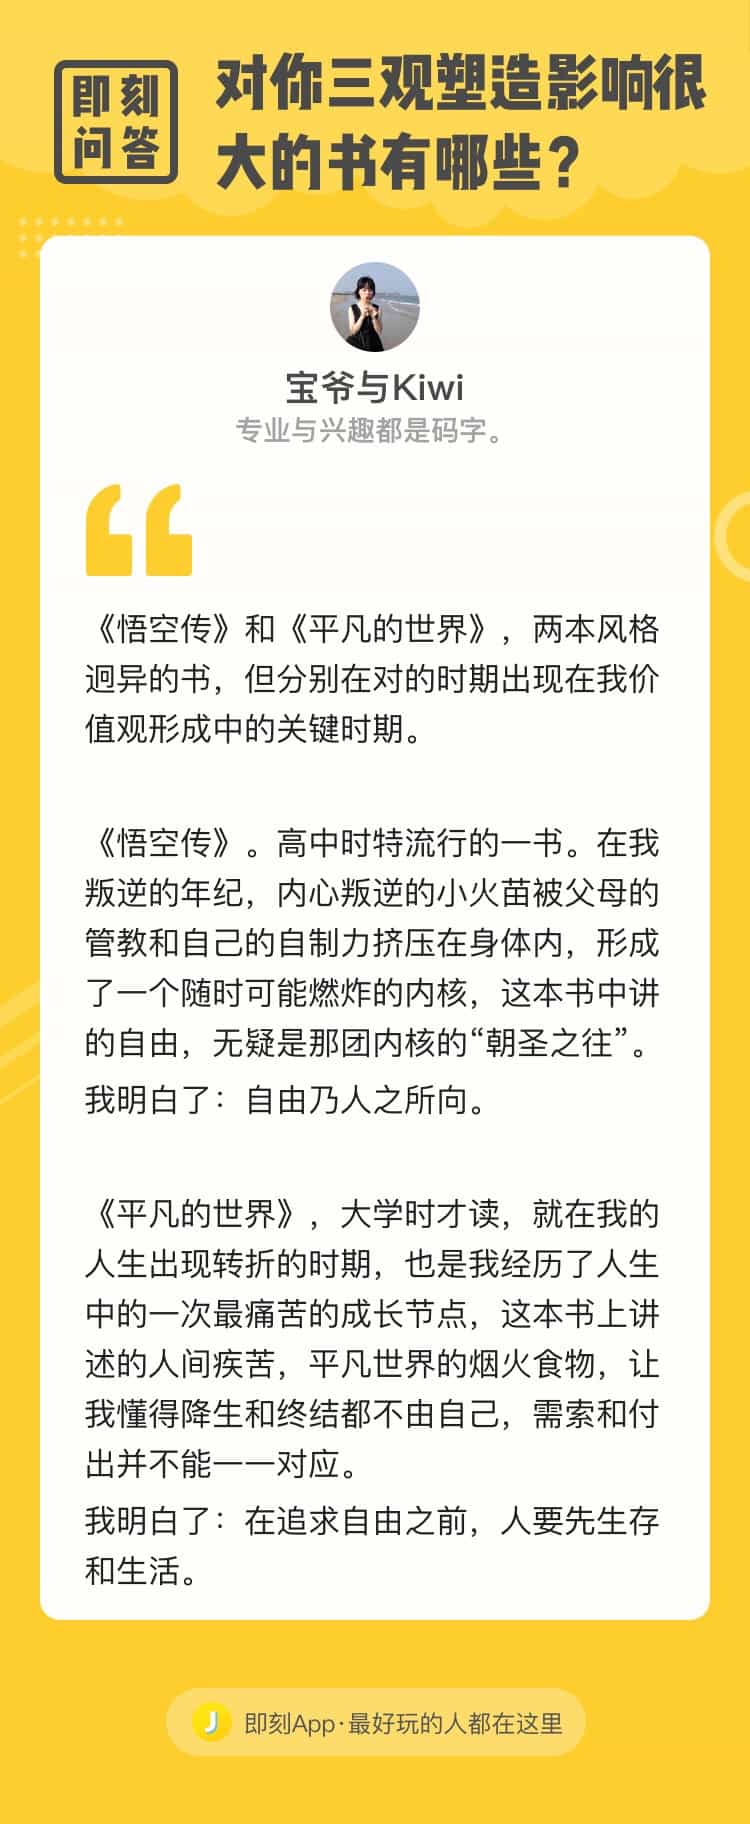 即刻
问答
对你三观塑造影响很
大的书有哪些？
宝爷与Kiwi
专业与兴趣都是码字。
《悟空传》和《平凡的世界》，两本风格
迥异的书，但分别在对的时期出现在我价
值观形成中的关键时期。
《悟空传》。高中时特流行的一书。在我
叛逆的年纪，内心叛逆的小火苗被父母的
管教和自己的自制力挤压在身体内，形成
了一个随时可能燃炸的内核，这本书中讲
的自由，无疑是那团内核的“朝圣之往”。
我明白了：自由乃人之所向。
《平凡的世界》，大学时才读，就在我的
人生出现转折的时期，也是我经历了人生
中的一次最痛苦的成长节点，这本书上讲
述的人间疾苦，平凡世界的烟火食物，让
我懂得降生和终结都不由自己，需索和付
出并不能一一对应。
我明白了：在追求自由之前，人要先生存
和生活。
J 即刻App·最好玩的人都在这里